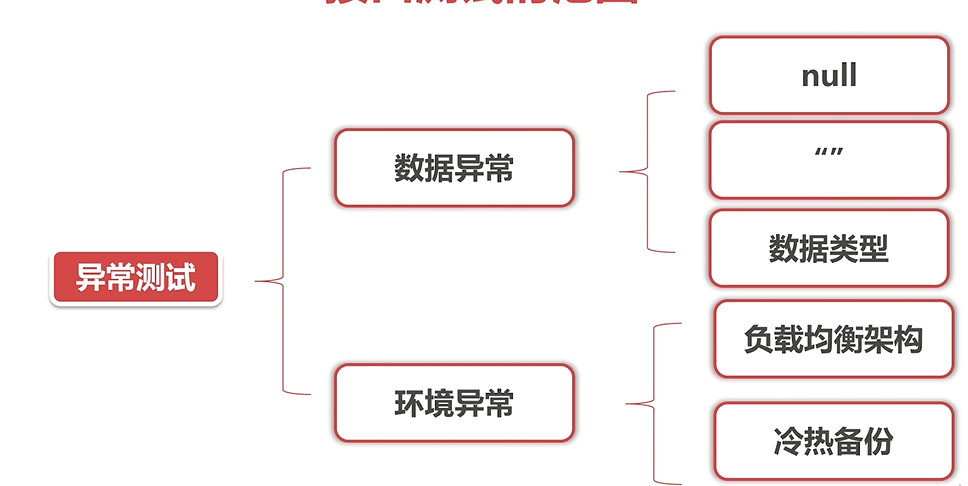 异常测试
数据异常
null
“”
数据类型
环境异常
负载均衡架构
冷热备份